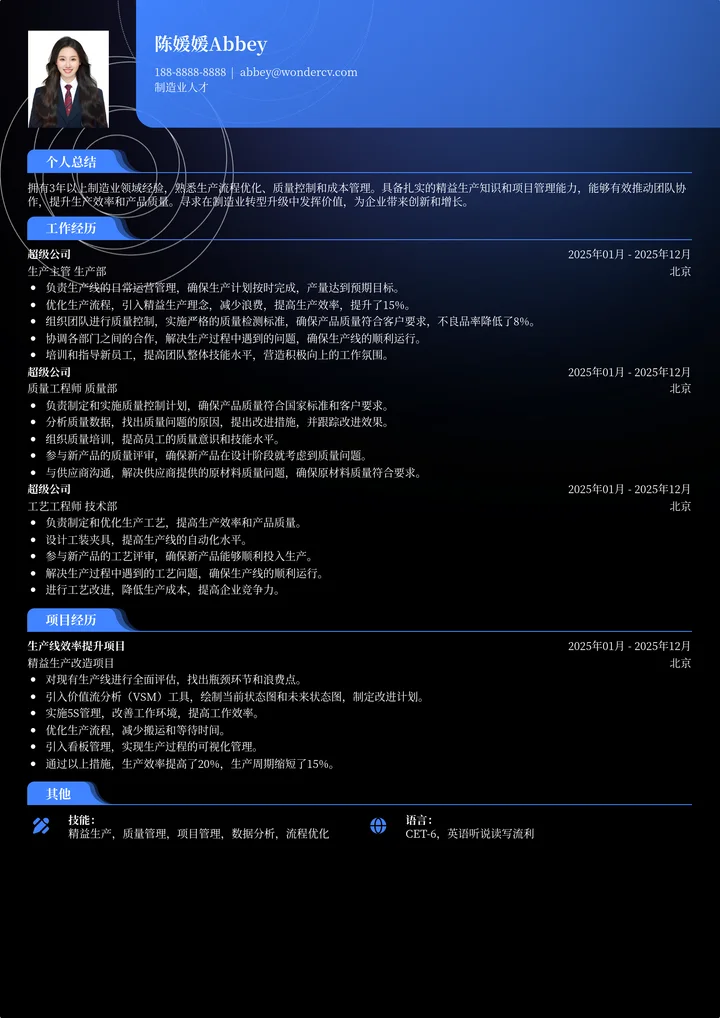 陈媛媛Abbey
188-8888-8888 | abbey@wondercv.com
制造业人才
个人总结
拥有3年以上制造业领域经验，熟悉生产流程优化、质量控制和成本管理。具备扎实的精益生产知识和项目管理能力，能够有效推动团队协
作，提升生产效率和产品质量。寻求在制造业转型升级中发挥价值，为企业带来创新和增长。
工作经历
超级公司 2025年01月 - 2025年12月
生产主管 生产部 北京
• 负责生产线的日常运营管理，确保生产计划按时完成，产量达到预期目标。
• 优化生产流程，引入精益生产理念，减少浪费，提高生产效率，提升了15%。
• 组织团队进行质量控制，实施严格的质量检测标准，确保产品质量符合客户要求，不良品率降低了8%。
• 协调各部门之间的合作，解决生产过程中遇到的问题，确保生产线的顺利运行。
• 培训和指导新员工，提高团队整体技能水平，营造积极向上的工作氛围。
超级公司 2025年01月 - 2025年12月
质量工程师 质量部 北京
• 负责制定和实施质量控制计划，确保产品质量符合国家标准和客户要求。
• 分析质量数据，找出质量问题的原因，提出改进措施，并跟踪改进效果。
• 组织质量培训，提高员工的质量意识和技能水平。
• 参与新产品的质量评审，确保新产品在设计阶段就考虑到质量问题。
• 与供应商沟通，解决供应商提供的原材料质量问题，确保原材料质量符合要求。
超级公司 2025年01月 - 2025年12月
工艺工程师 技术部 北京
• 负责制定和优化生产工艺，提高生产效率和产品质量。
• 设计工装夹具，提高生产线的自动化水平。
• 参与新产品的工艺评审，确保新产品能够顺利投入生产。
• 解决生产过程中遇到的工艺问题，确保生产线的顺利运行。
• 进行工艺改进，降低生产成本，提高企业竞争力。
项目经历
生产线效率提升项目 2025年01月 - 2025年12月
精益生产改造项目 北京
• 对现有生产线进行全面评估，找出瓶颈环节和浪费点。
• 引入价值流分析（VSM）工具，绘制当前状态图和未来状态图，制定改进计划。
• 实施5S管理，改善工作环境，提高工作效率。
• 优化生产流程，减少搬运和等待时间。
• 引入看板管理，实现生产过程的可视化管理。
• 通过以上措施，生产效率提高了20%，生产周期缩短了15%。
其他
技能：
精益生产，质量管理，项目管理，数据分析，流程优化
语言：
CET-6，英语听说读写流利